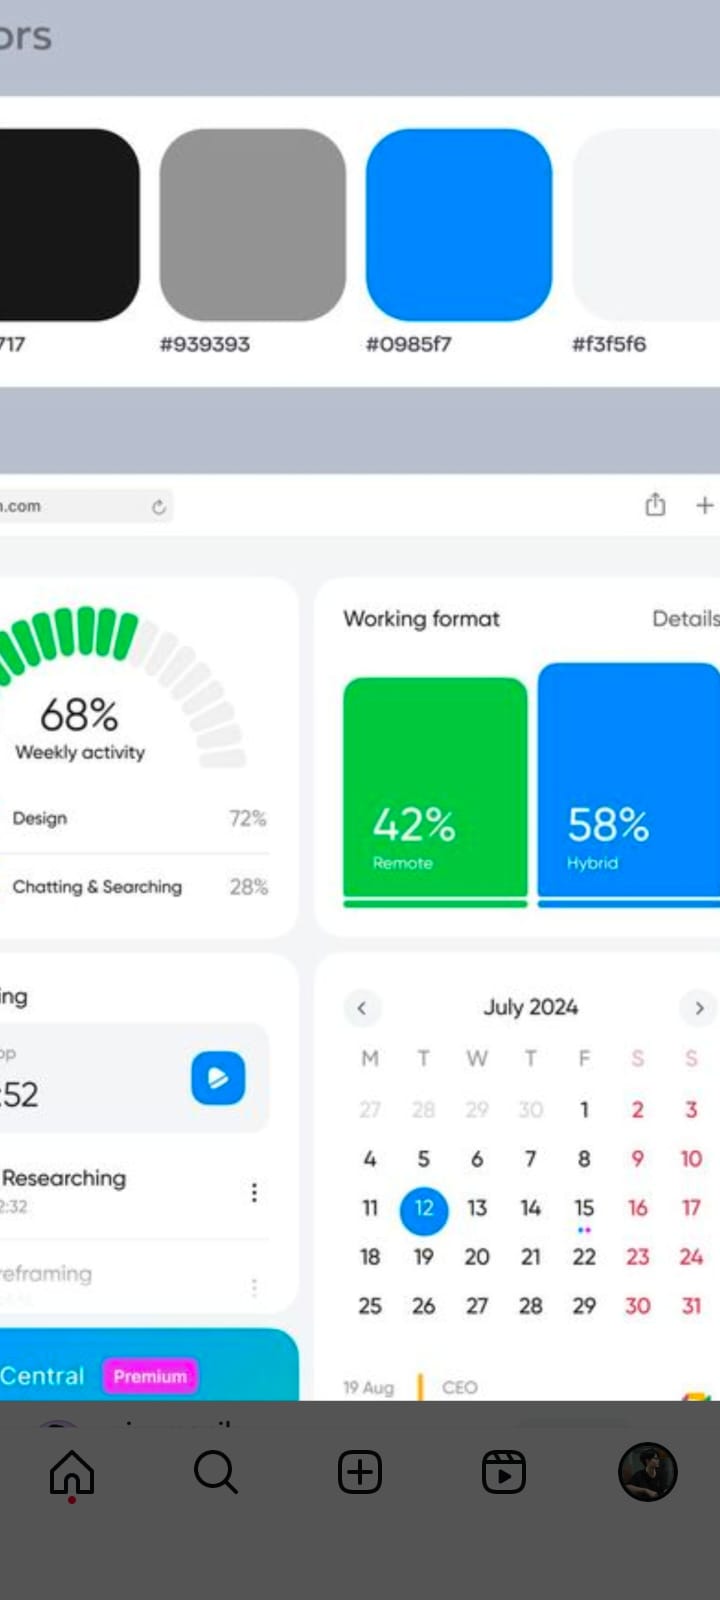 ors
717
#939393
#0985f7
#f3f5f6
n.com
68%
Weekly activity
Design 72%
Chatting & Searching 28%
Working format Details
42%
Remote
58%
Hybrid
ing
op
:52
Researching
2:32
reframing
Central Premium
July 2024
M T W T F S S
27 28 29 30 1 2 3
4 5 6 7 8 9 10
11 12 13 14 15 16 17
18 19 20 21 22 23 24
25 26 27 28 29 30 31
19 Aug CEO